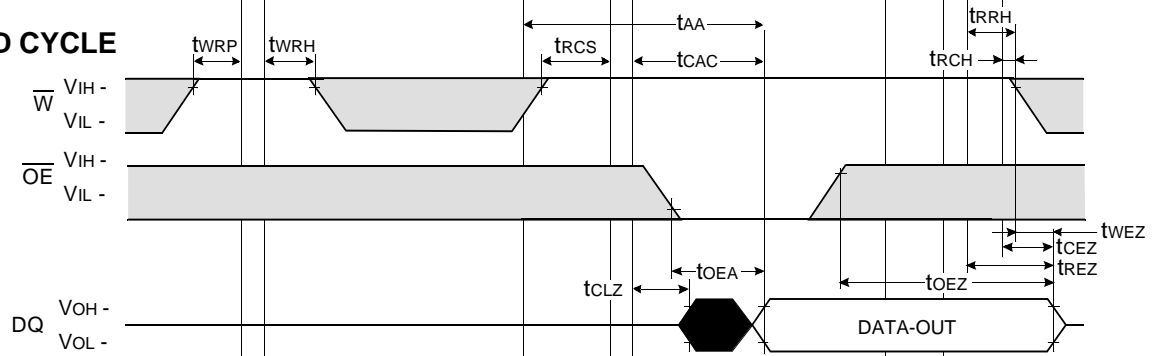 tAA
tRRH
D CYCLE
tWRP
tWRH
tRCS
tCAC
tRCH
W
VIH -
VIL -
OE
VIH -
VIL -
tWEZ
tCEZ
tREZ
tOEA
tOEZ
tCLZ
DQ
VOH -
VOL -
DATA-OUT